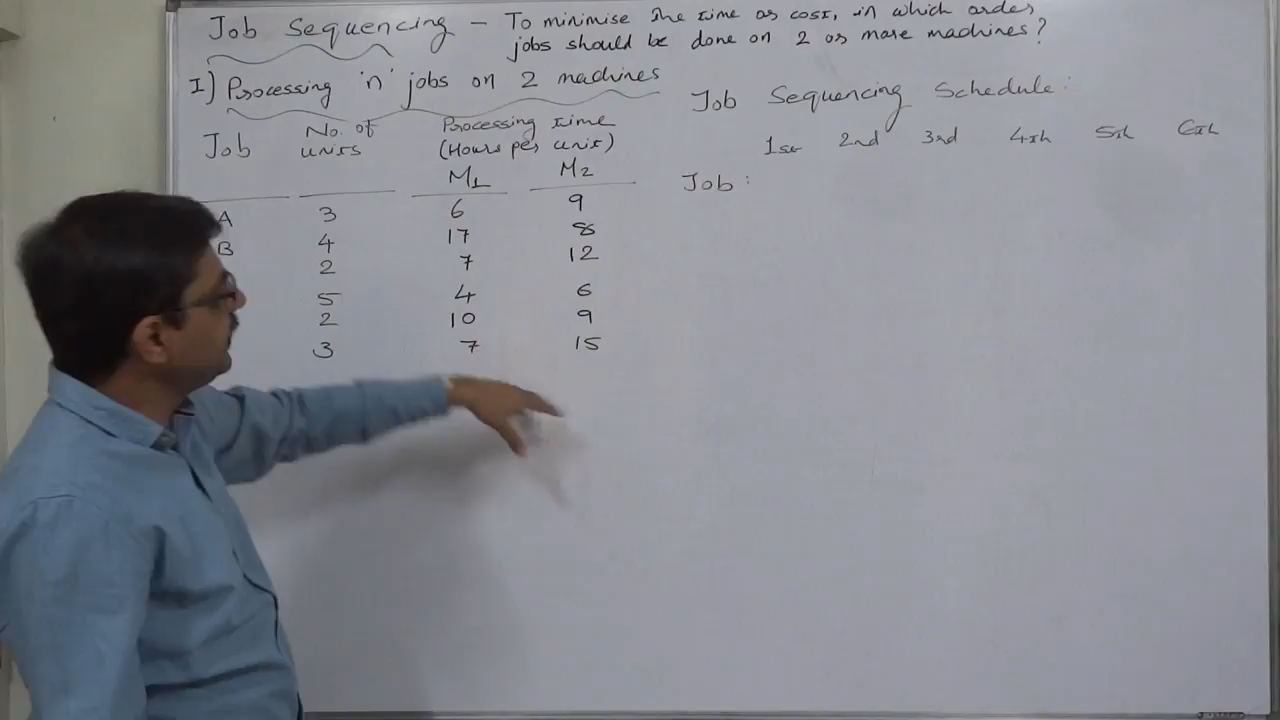 Job Sequencing – To minimise the time or cost, in which order
jobs should be done on 2 or more machines?
I) Processing 'n' jobs on 2 machines
Job Sequencing Schedule:
Job No. of units Processing time (Hours per unit)
M1 M2
1st 2nd 3rd 4th 5th 6th
Job:
A 3 6 9
B 4 17 8
2 7 12
5 4 6
2 10 9
3 7 15